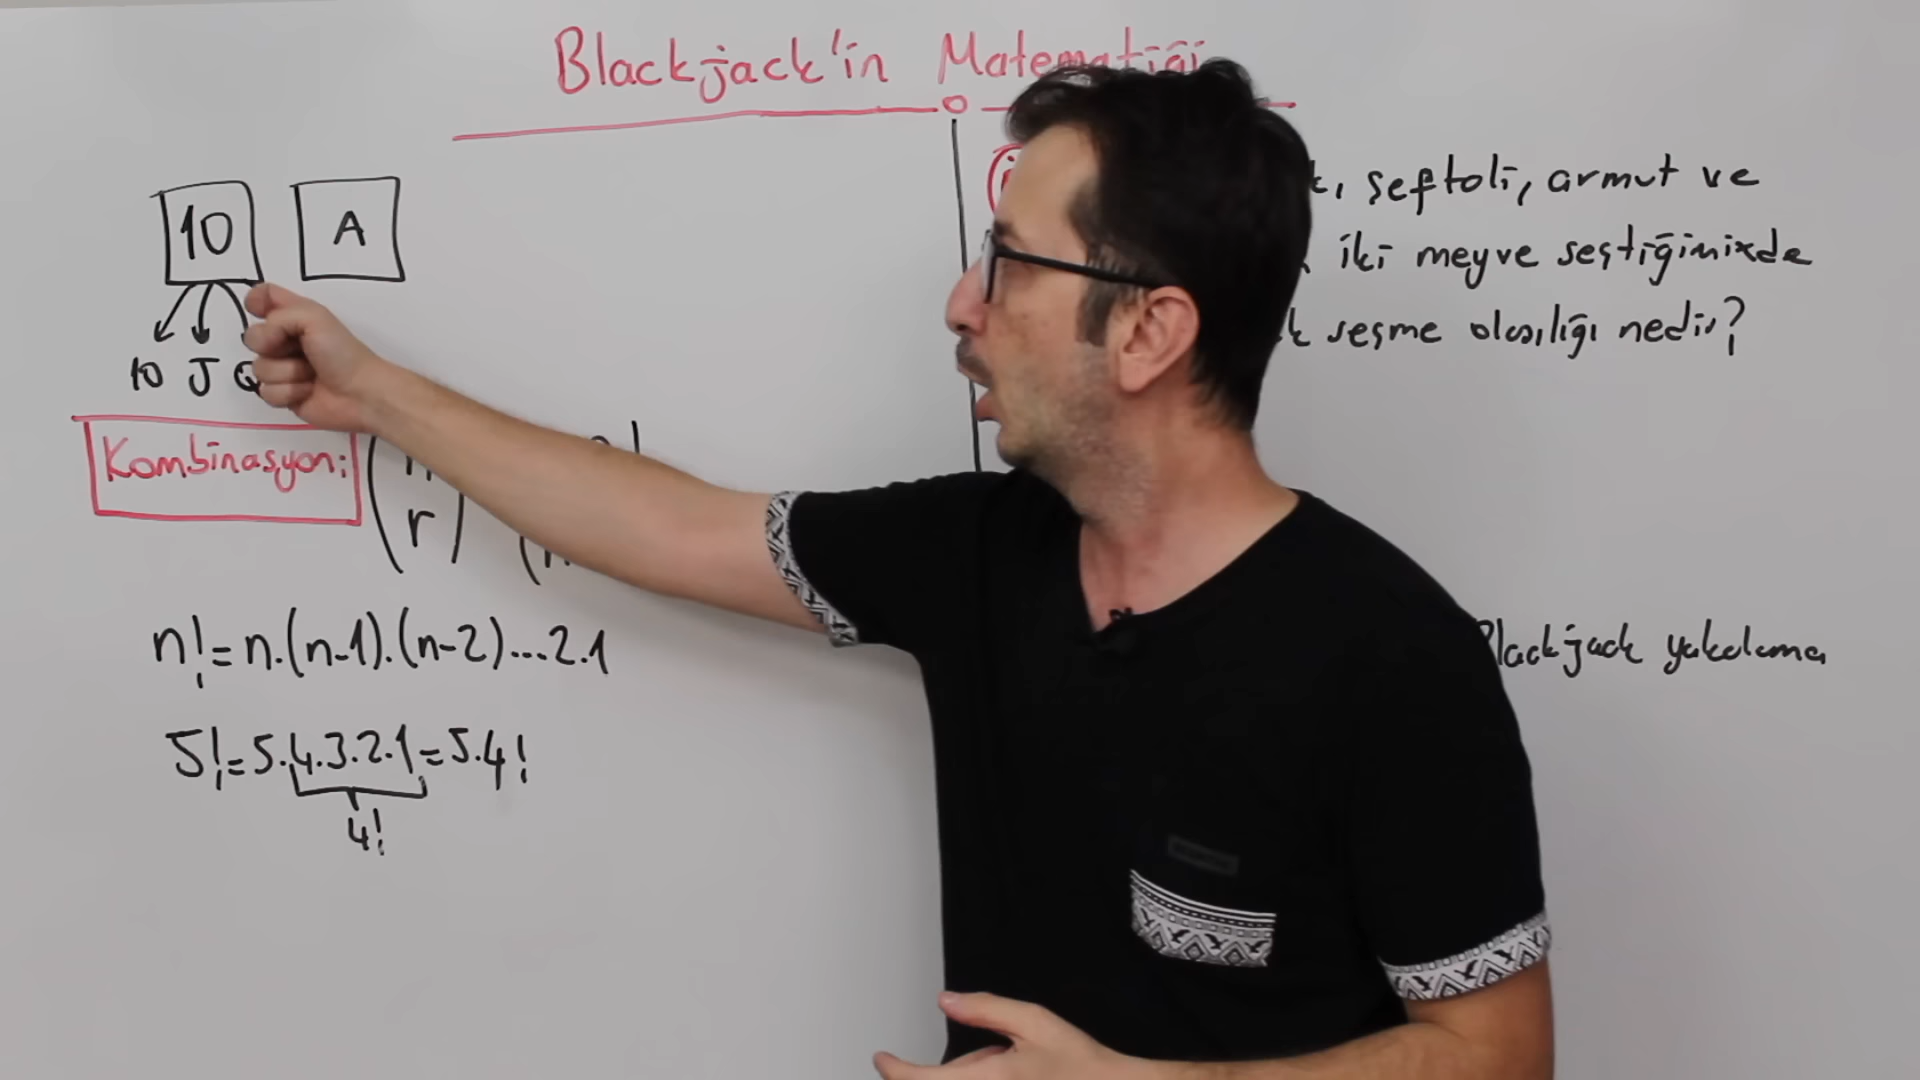 Blackjack'in Matematiği
10 A
10 J Q
Kombinasyon:
r
n! = n.(n-1).(n-2)...2.1
5! = 5.4.3.2.1 = 5.4!
4!
şeftali, armut ve
iki meyve seçtiğimizde
seçme olasılığı nedir?
Blackjack yakalama